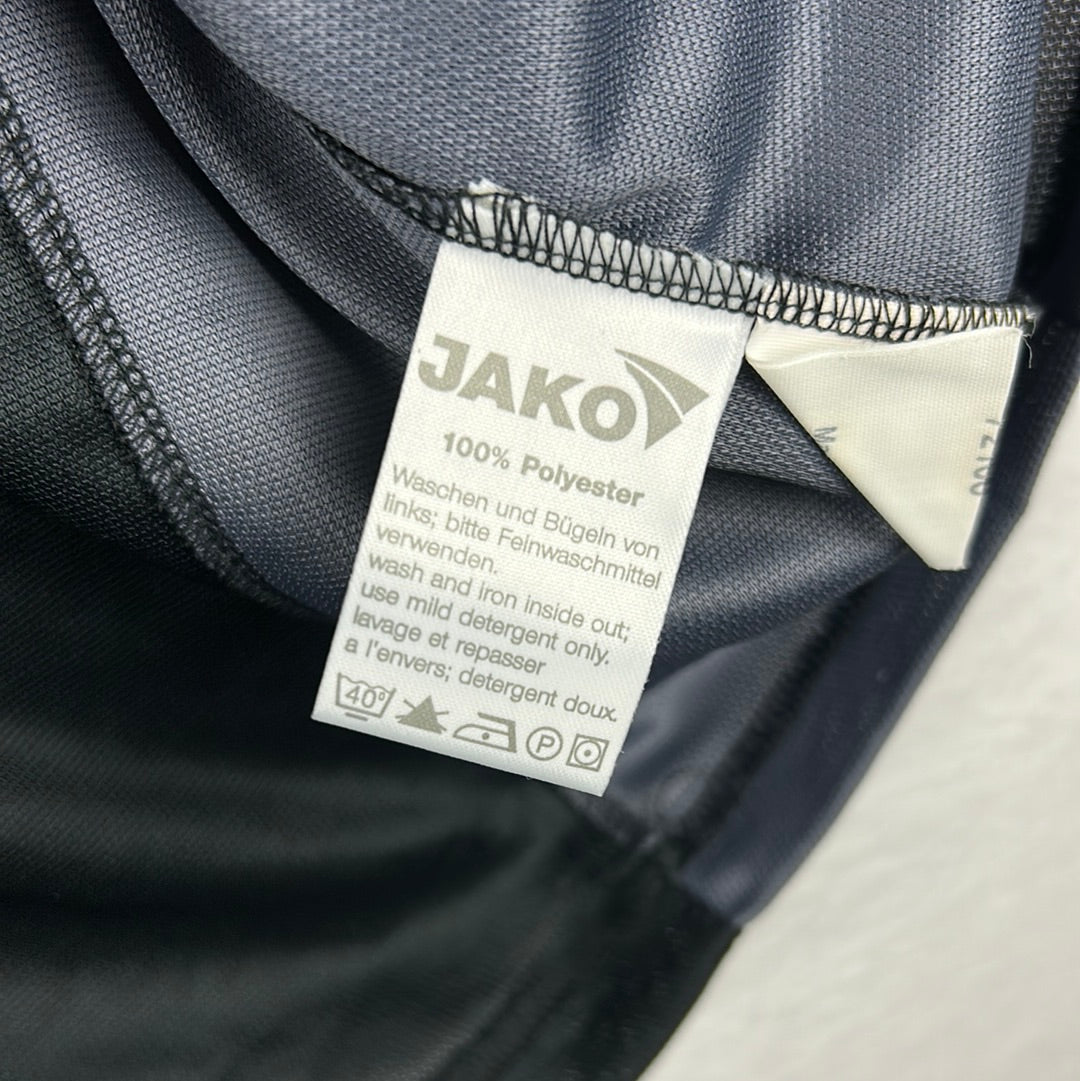 JAKO
100% Polyester
Waschen und Bügeln von
links; bitte Feinwaschmittel
verwenden.
wash and iron inside out;
use mild detergent only.
lavage et repasser
a l'envers; detergent doux.
40°
P